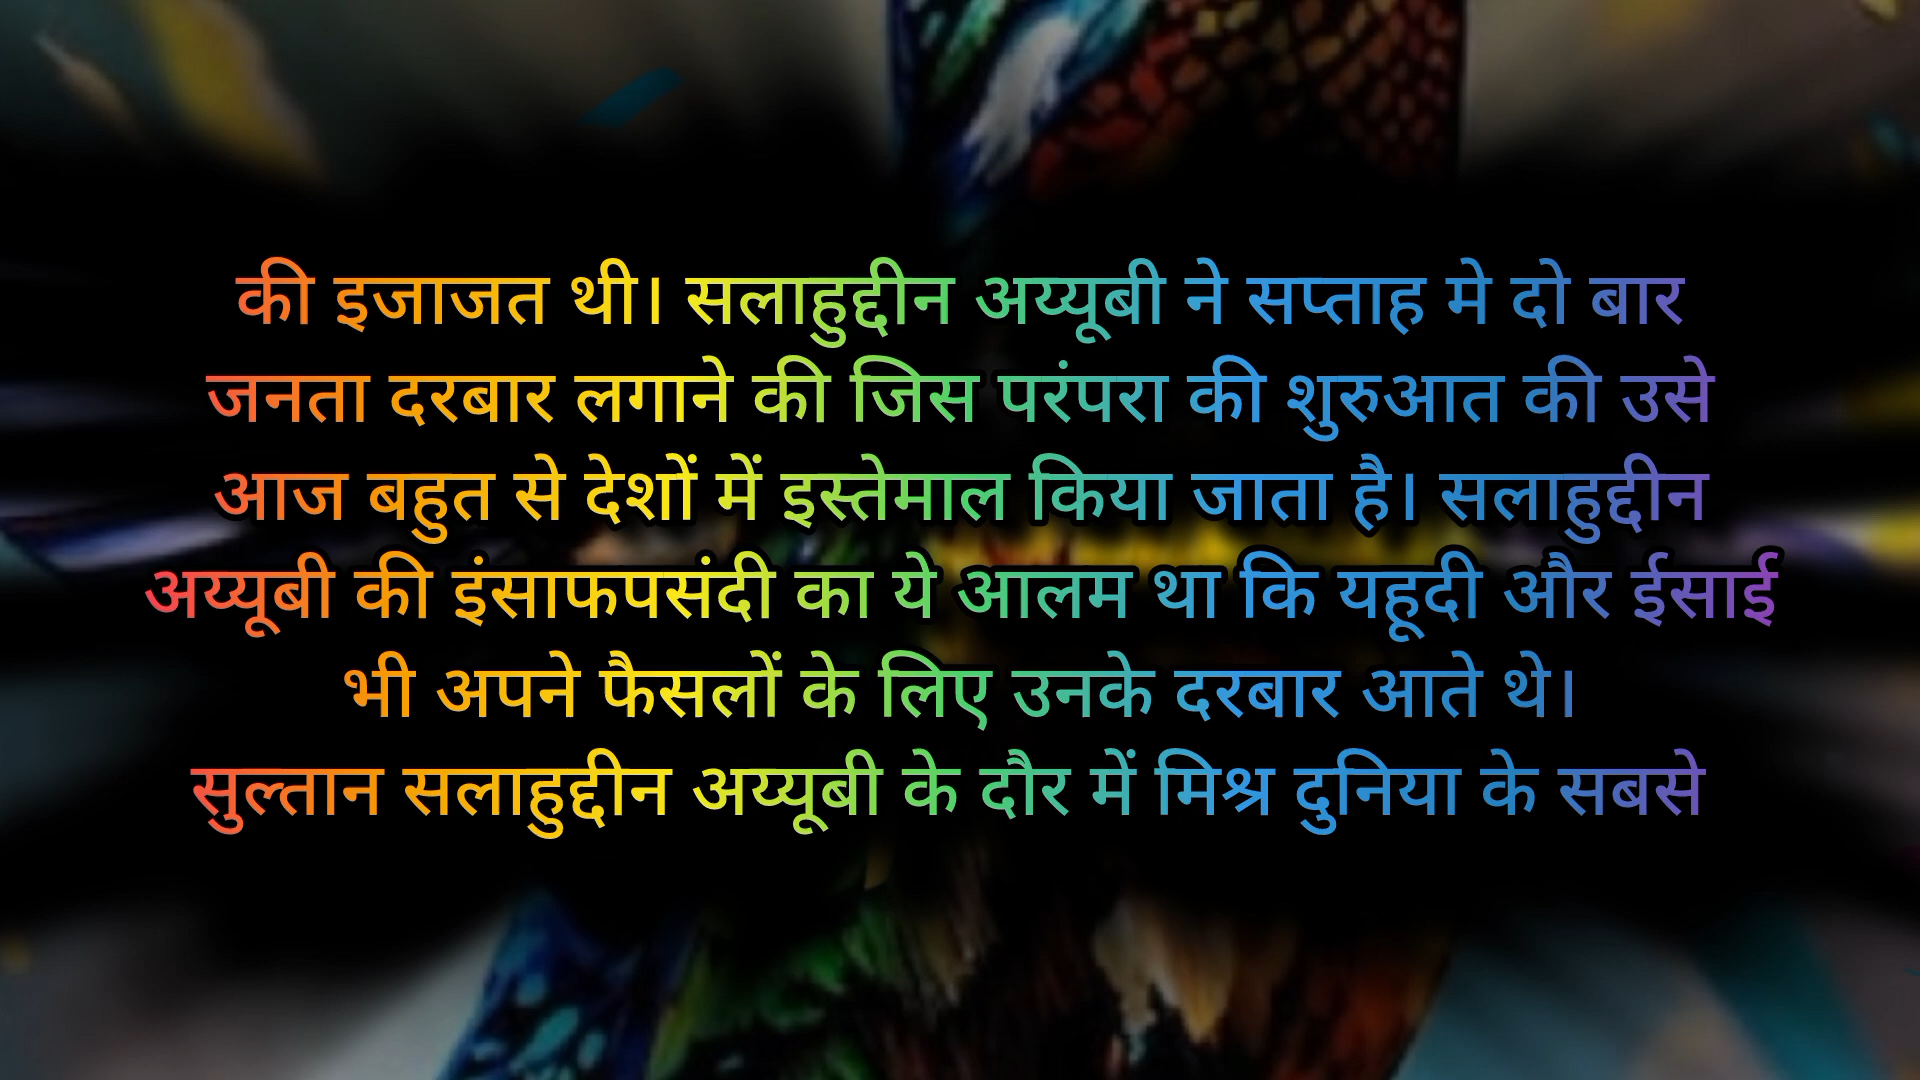 की इजाजत थी। सलाहुद्दीन अय्यूबी ने सप्ताह मे दो बार
जनता दरबार लगाने की जिस परंपरा की शुरुआत की उसे
आज बहुत से देशों में इस्तेमाल किया जाता है। सलाहुद्दीन
अय्यूबी की इंसाफपसंदी का ये आलम था कि यहूदी और ईसाई
भी अपने फैसलों के लिए उनके दरबार आते थे।
सुल्तान सलाहुद्दीन अय्यूबी के दौर में मिश्र दुनिया के सबसे